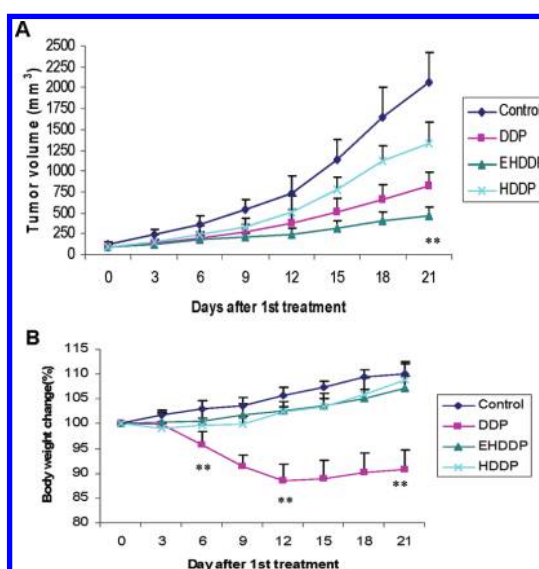 A
Tumor volume (mm³)
2500
2250
2000
1750
1500
1250
1000
750
500
250
0
**
0 3 6 9 12 15 18 21
Days after 1st treatment
Control
DDP
EHDDP
HDDP
B
Body weight change(%)
115
110
105
100
95
90
85
80
** ** **
0 3 6 9 12 15 18 21
Day after 1st treatment
Control
DDP
EHDDP
HDDP